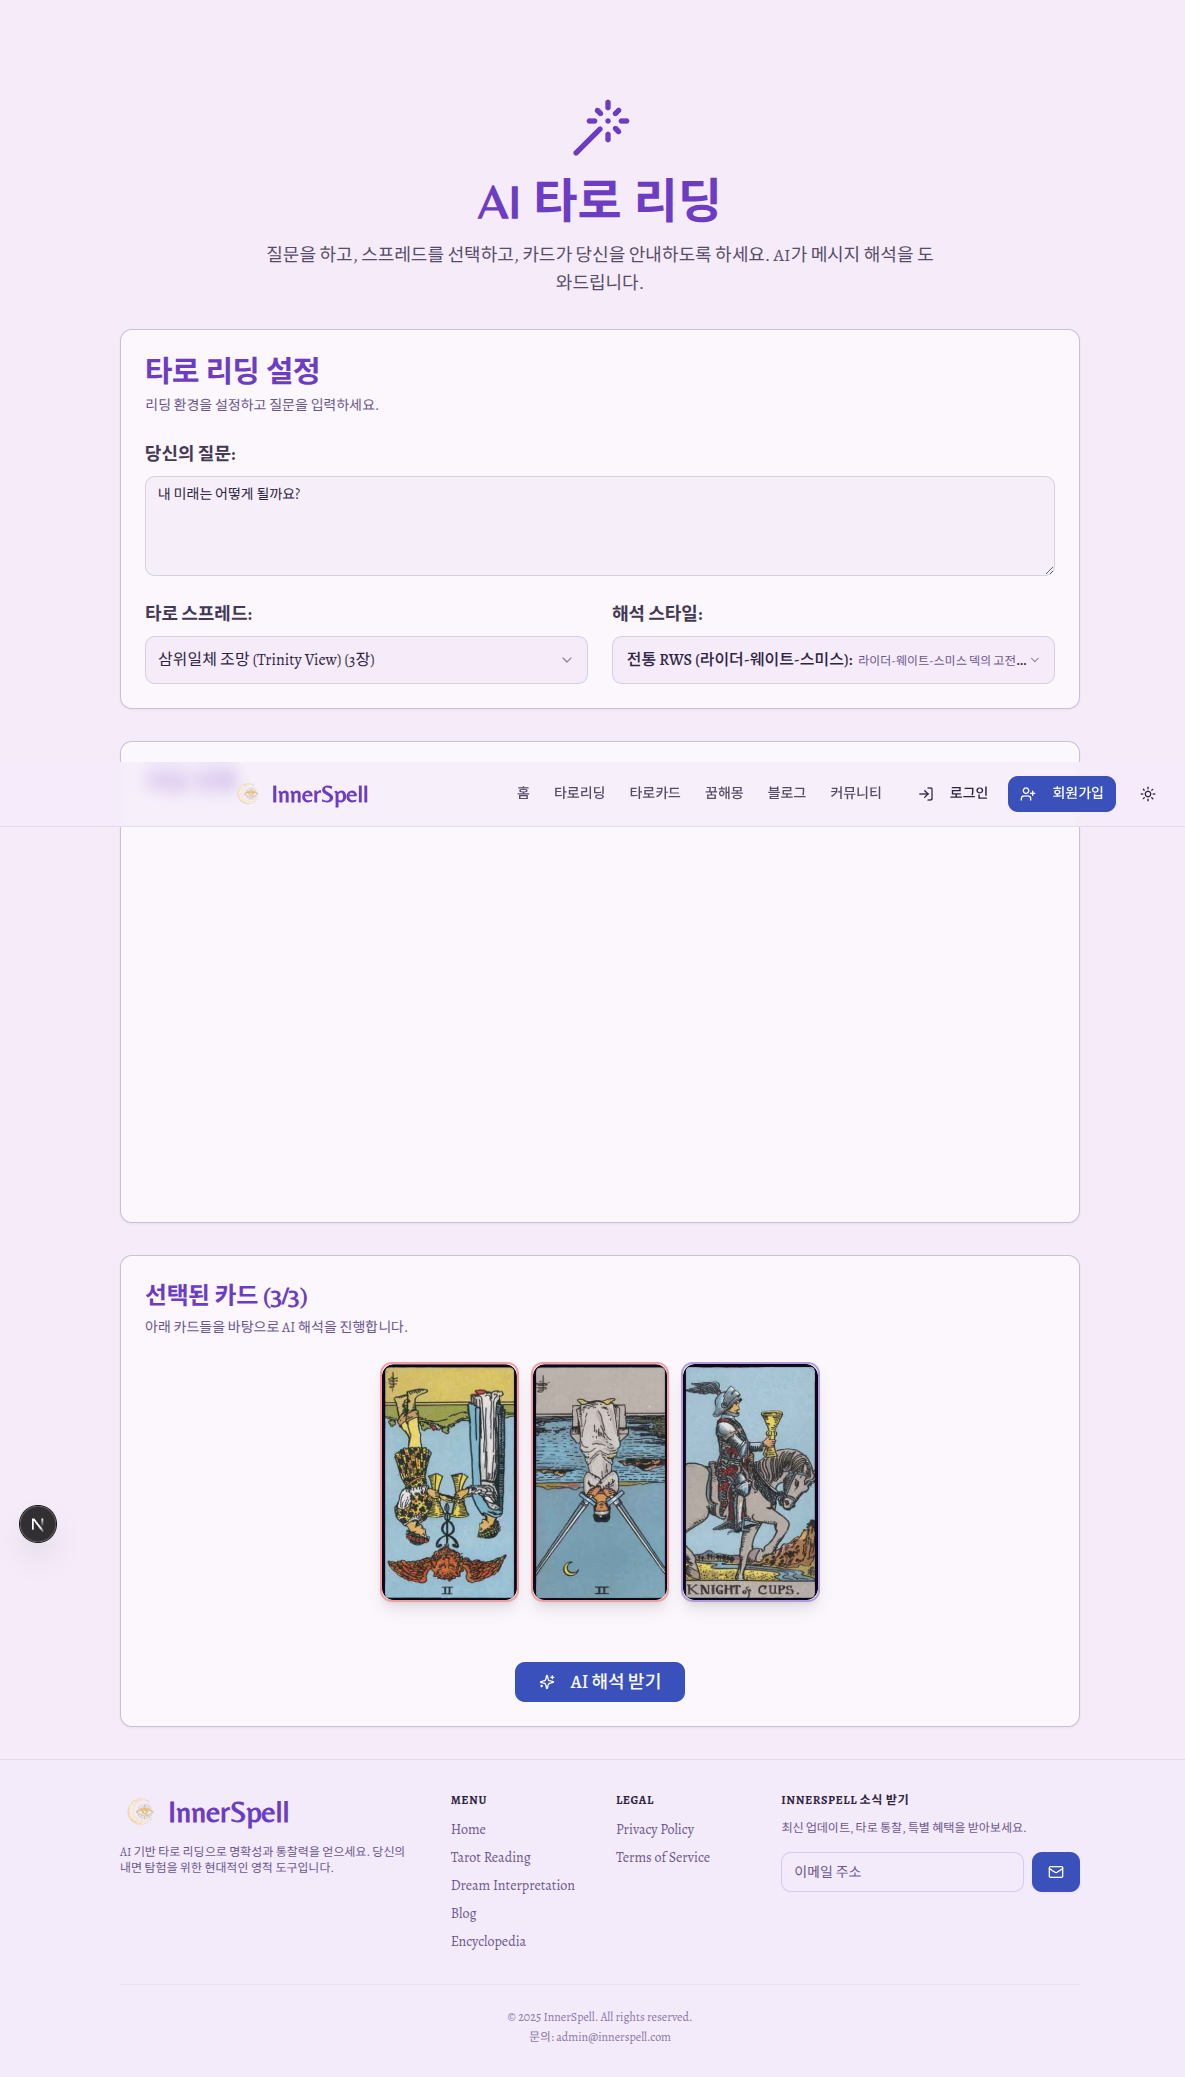 AI 타로 리딩
질문을 하고, 스프레드를 선택하고, 카드가 당신을 안내하도록 하세요. AI가 메시지 해석을 도
와드립니다.
타로 리딩 설정
리딩 환경을 설정하고 질문을 입력하세요.
당신의 질문:
내 미래는 어떻게 될까요?
타로 스프레드:
해석 스타일:
삼위일체 조망 (Trinity View) (3장)
전통 RWS (라이더-웨이트-스미스): 라이더-웨이트-스미스 덱의 고전...
InnerSpell
홈
타로리딩
타로카드
꿈해몽
블로그
커뮤니티
로그인
회원가입
선택된 카드 (3/3)
아래 카드들을 바탕으로 AI 해석을 진행합니다.
II
II
KNIGHT of CUPS.
N
AI 해석 받기
InnerSpell
AI 기반 타로 리딩으로 명확성과 통찰력을 얻으세요. 당신의
내면 탐험을 위한 현대적인 영적 도구입니다.
MENU
Home
Tarot Reading
Dream Interpretation
Blog
Encyclopedia
LEGAL
Privacy Policy
Terms of Service
INNERSPELL 소식 받기
최신 업데이트, 타로 통찰, 특별 혜택을 받아보세요.
이메일 주소
© 2025 InnerSpell. All rights reserved.
문의: admin@innerspell.com